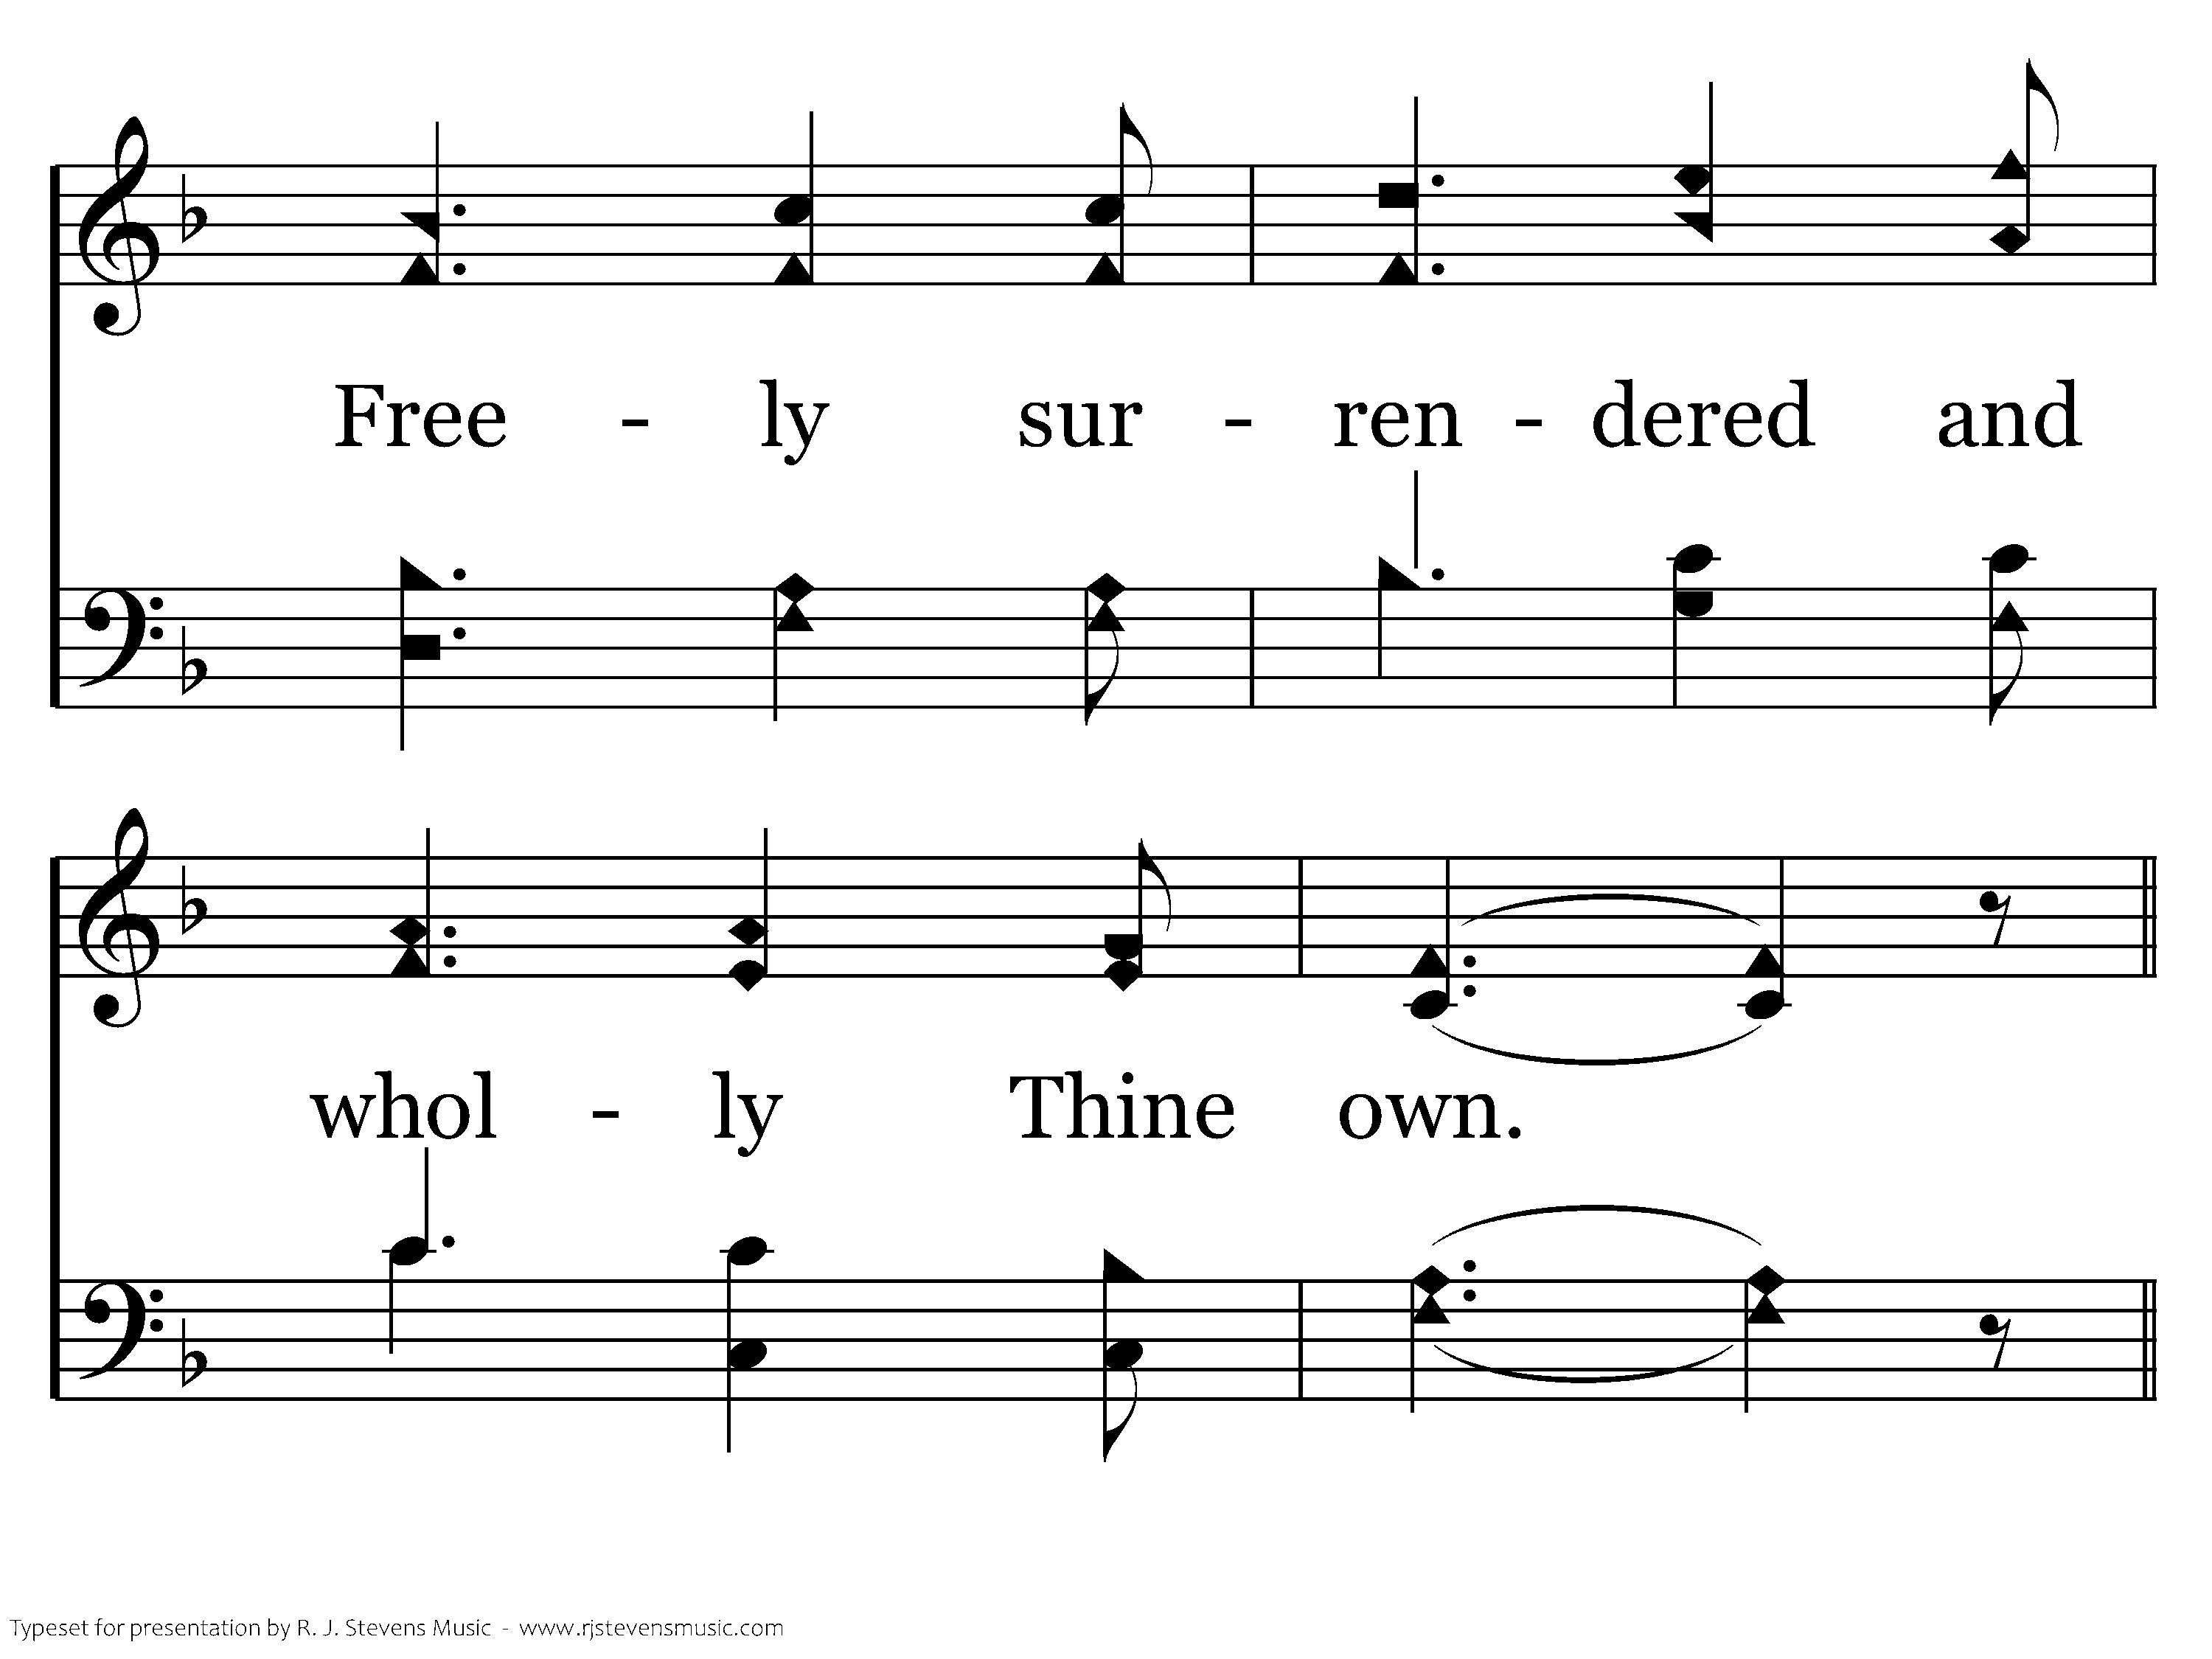 Free - ly sur - ren - dered and
whol - ly Thine own.
Typeset for presentation by R. J. Stevens Music - www.rjstevensmusic.com